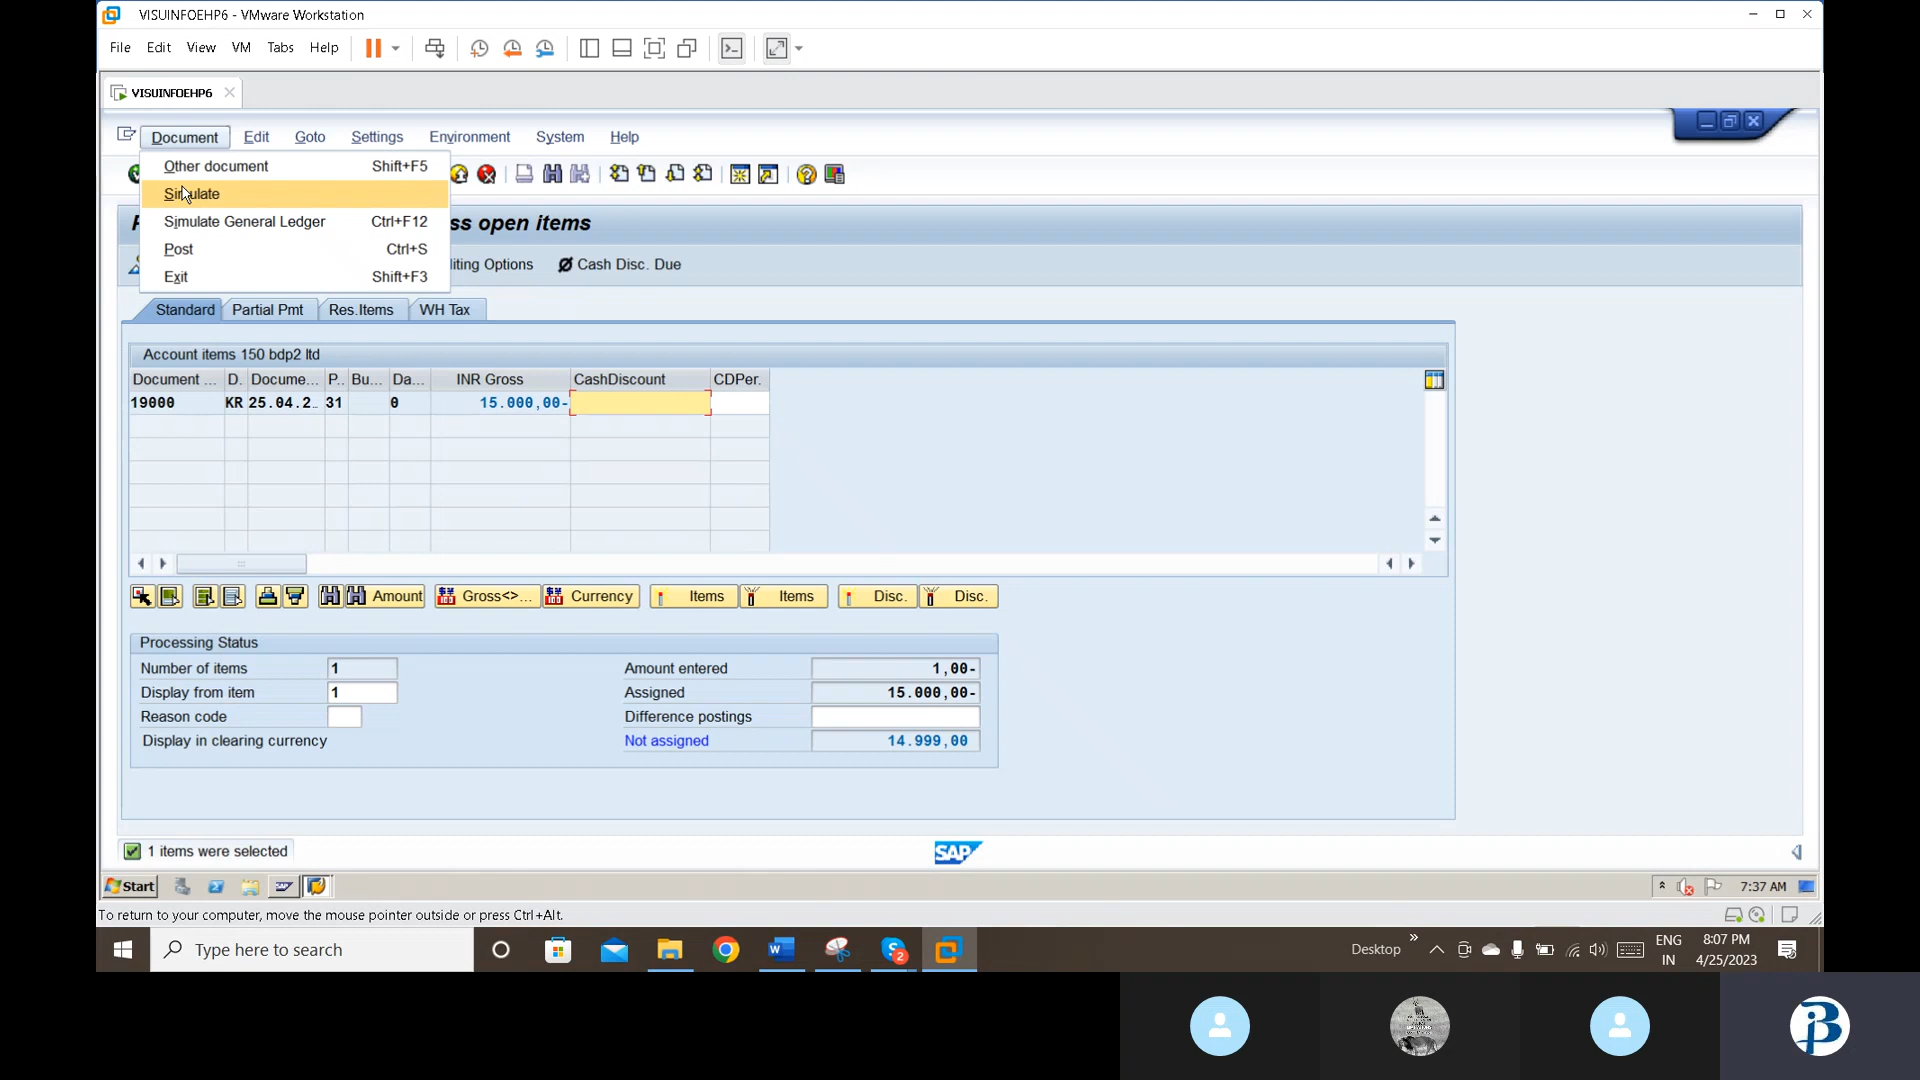 VISUINFOEHP6 - VMware Workstation
File Edit View VM Tabs Help
VISUINFOEHP6
Document Edit Goto Settings Environment System Help
Other document Shift+F5
Simulate
Simulate General Ledger Ctrl+F12
Post Ctrl+S
Exit Shift+F3
ss open items
iting Options Cash Disc. Due
Standard Partial Pmt Res.Items WH Tax
Account items 150 bdp2 ltd
Document ... D. Docume... P.. Bu... Da... INR Gross CashDiscount CDPer.
19000 KR 25.04.2.. 31 0 15.000,00-
Amount Gross<>... Currency Items Items Disc. Disc.
Processing Status
Number of items 1 Amount entered 1,00-
Display from item 1 Assigned 15.000,00-
Reason code Difference postings
Display in clearing currency Not assigned 14.999,00
1 items were selected
SAP
Start 7:37 AM
To return to your computer, move the mouse pointer outside or press Ctrl+Alt.
Type here to search Desktop ENG 8:07 PM
IN 4/25/2023